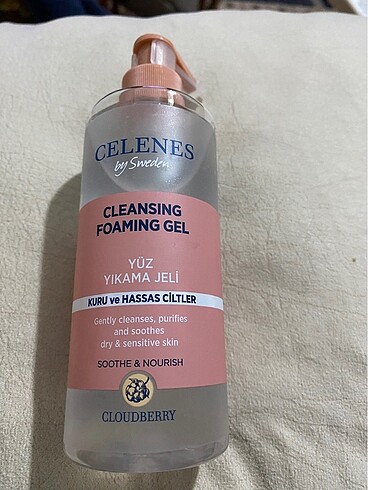 CELENES
by Sweden
CLEANSING
FOAMING GEL
YÜZ
YIKAMA JELİ
KURU ve HASSAS CİLTLER
Gently cleanses, purifies
and soothes
dry & sensitive skin
SOOTHE & NOURISH
CLOUDBERRY